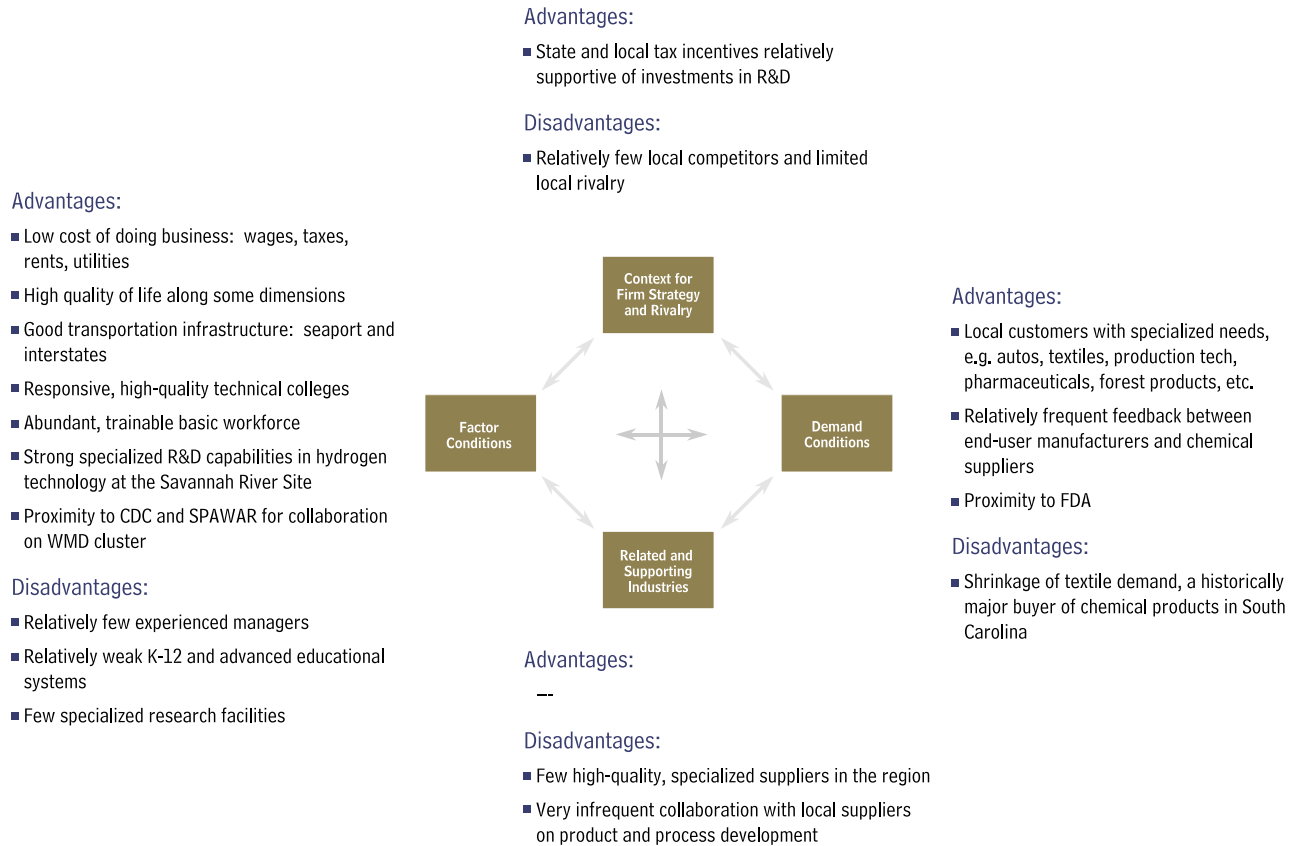 Advantages:
■ State and local tax incentives relatively
supportive of investments in R&D
Disadvantages:
■ Relatively few local competitors and limited
local rivalry
Advantages:
■ Low cost of doing business: wages, taxes,
rents, utilities
■ High quality of life along some dimensions
■ Good transportation infrastructure: seaport and
interstates
■ Responsive, high-quality technical colleges
■ Abundant, trainable basic workforce
■ Strong specialized R&D capabilities in hydrogen
technology at the Savannah River Site
■ Proximity to CDC and SPAWAR for collaboration
on WMD cluster
Disadvantages:
■ Relatively few experienced managers
■ Relatively weak K-12 and advanced educational
systems
■ Few specialized research facilities
Context for
Firm Strategy
and Rivalry
Factor
Conditions
Demand
Conditions
Related and
Supporting
Industries
Advantages:
■ Local customers with specialized needs,
e.g. autos, textiles, production tech,
pharmaceuticals, forest products, etc.
■ Relatively frequent feedback between
end-user manufacturers and chemical
suppliers
■ Proximity to FDA
Disadvantages:
■ Shrinkage of textile demand, a historically
major buyer of chemical products in South
Carolina
Advantages:
---
Disadvantages:
■ Few high-quality, specialized suppliers in the region
■ Very infrequent collaboration with local suppliers
on product and process development